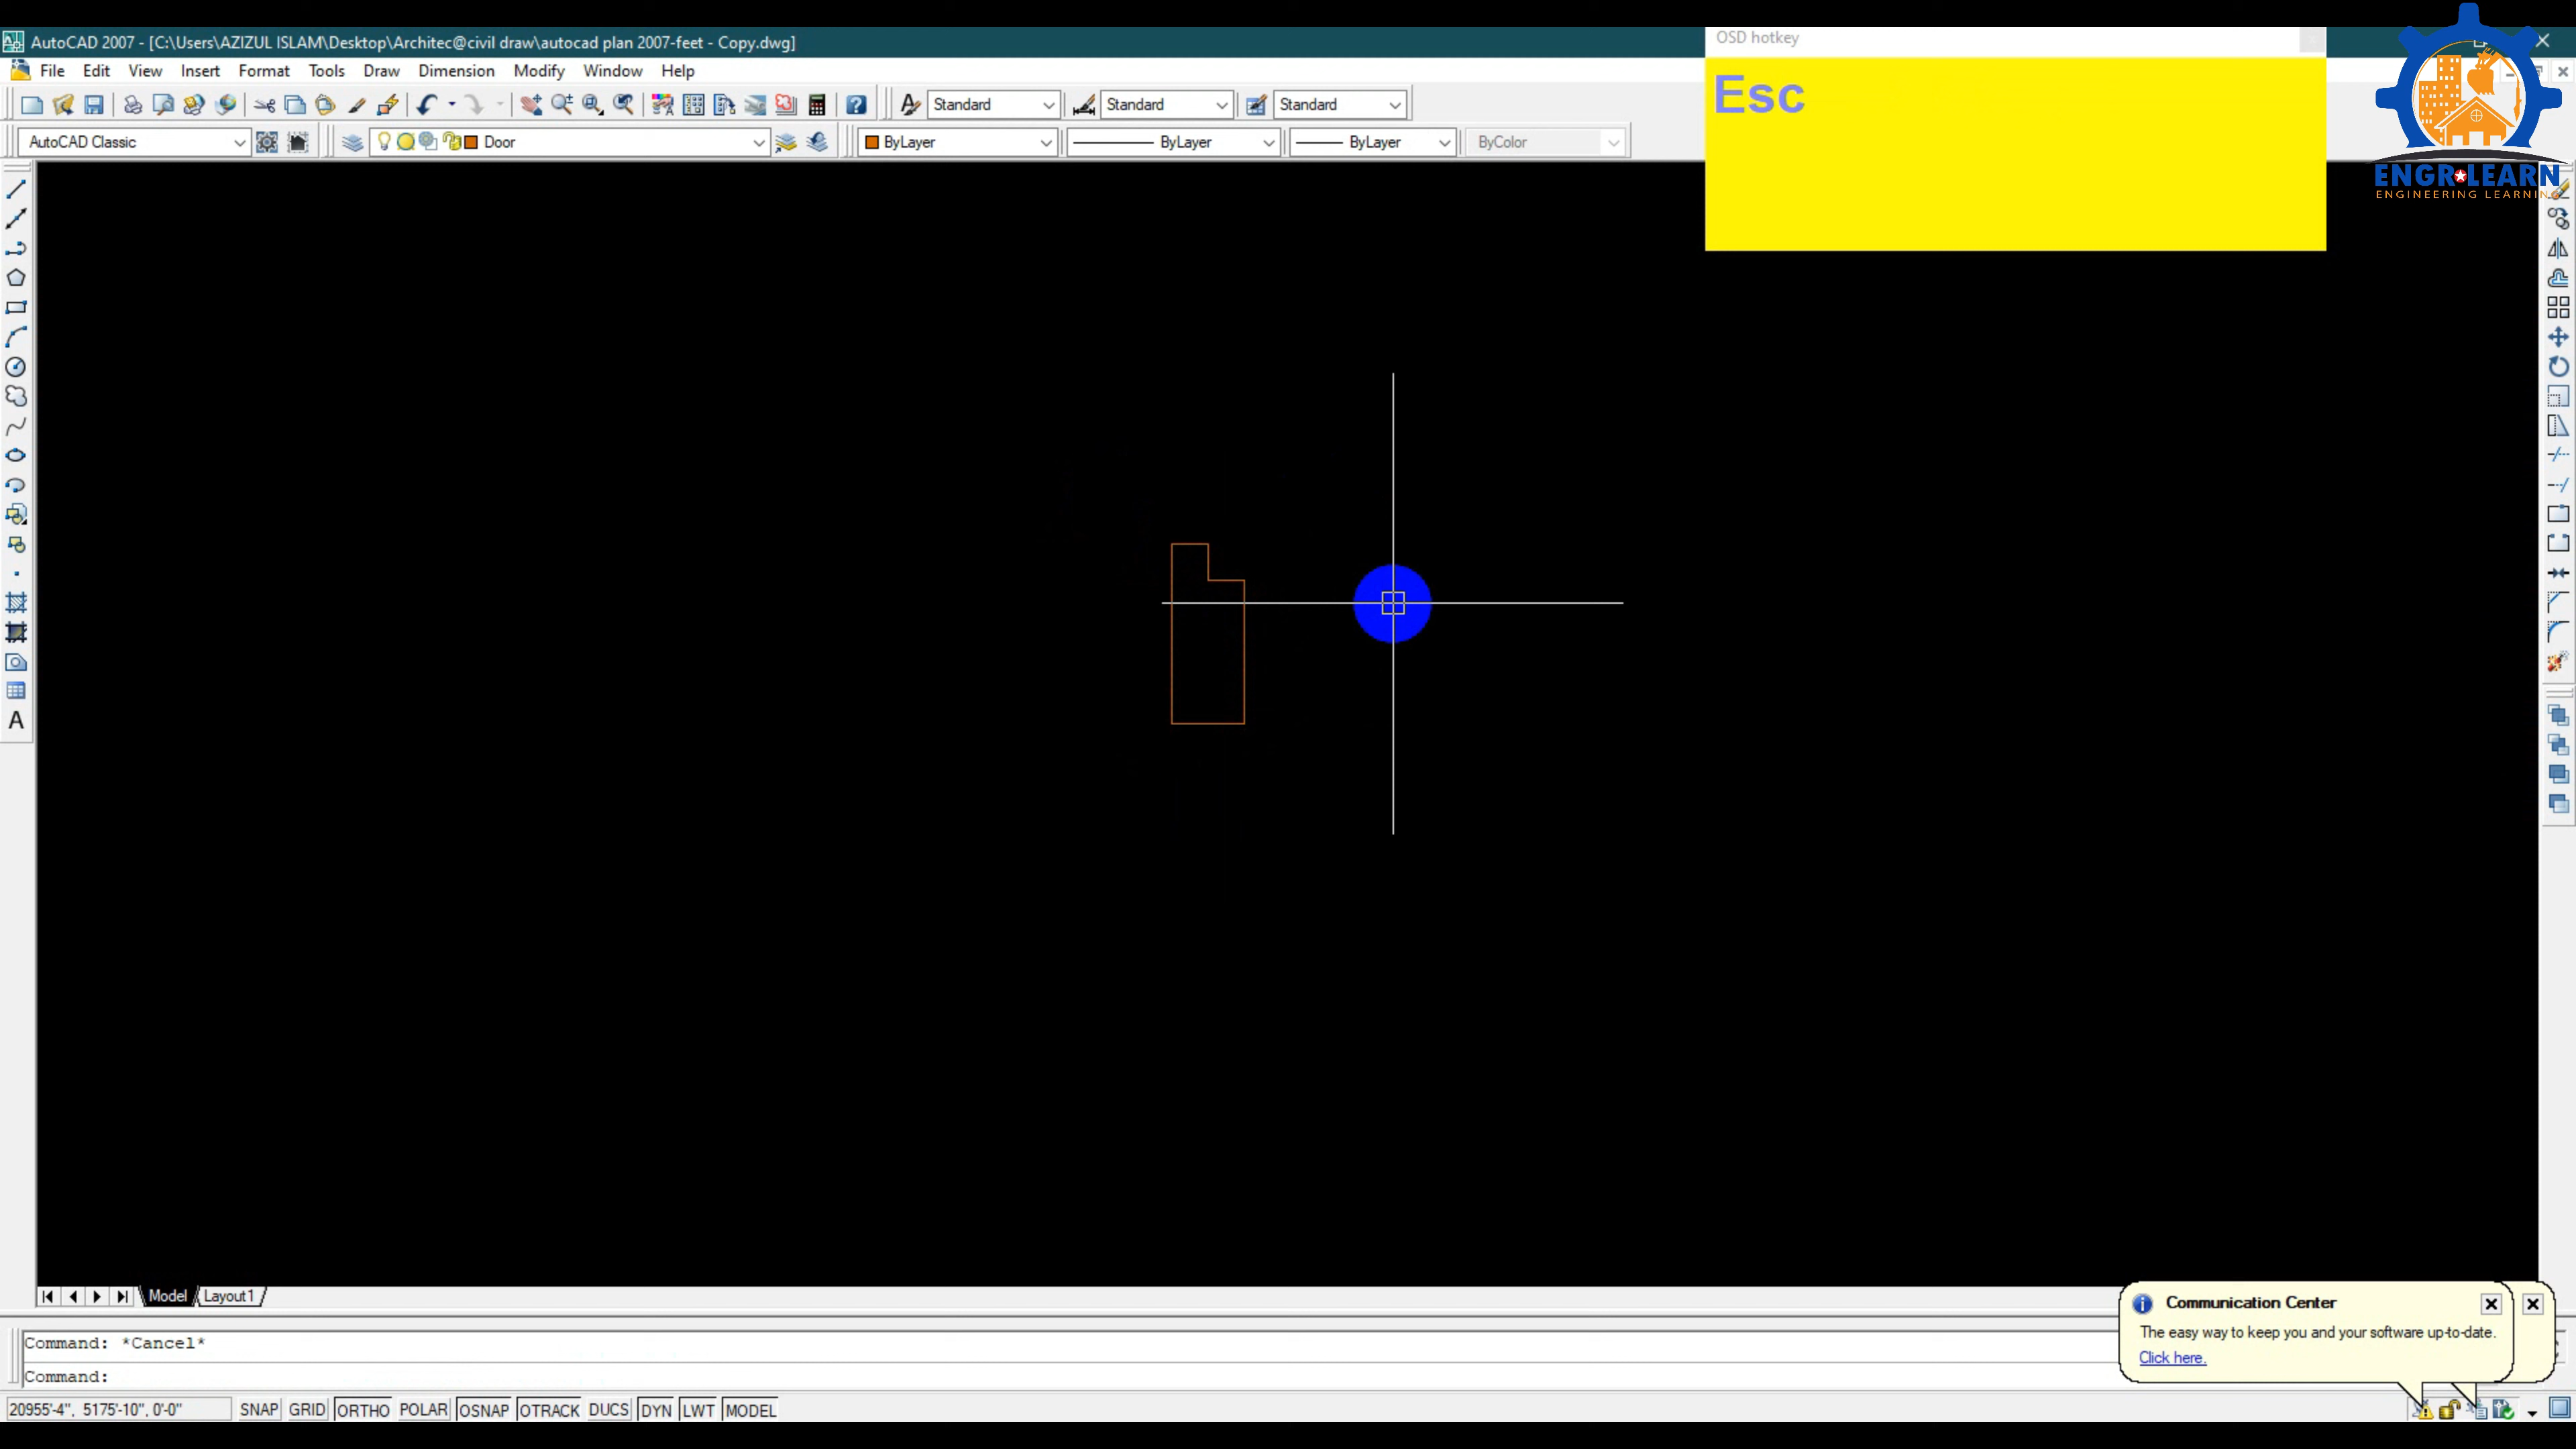 AutoCAD 2007 - [C:\Users\AZIZUL ISLAM\Desktop\Architec@civil draw\autocad plan 2007-feet - Copy.dwg]
OSD hotkey
File Edit View Insert Format Tools Draw Dimension Modify Window Help
Esc
Standard Standard Standard
AutoCAD Classic Door ByLayer ByLayer ByLayer ByColor
ENGR LEARN
ENGINEERING LEARNING
A
Model Layout1
Command: *Cancel*
Command:
Communication Center
The easy way to keep you and your software up-to-date.
Click here.
20955'-4", 5175'-10", 0'-0" SNAP GRID ORTHO POLAR OSNAP OTRACK DUCS DYN LWT MODEL